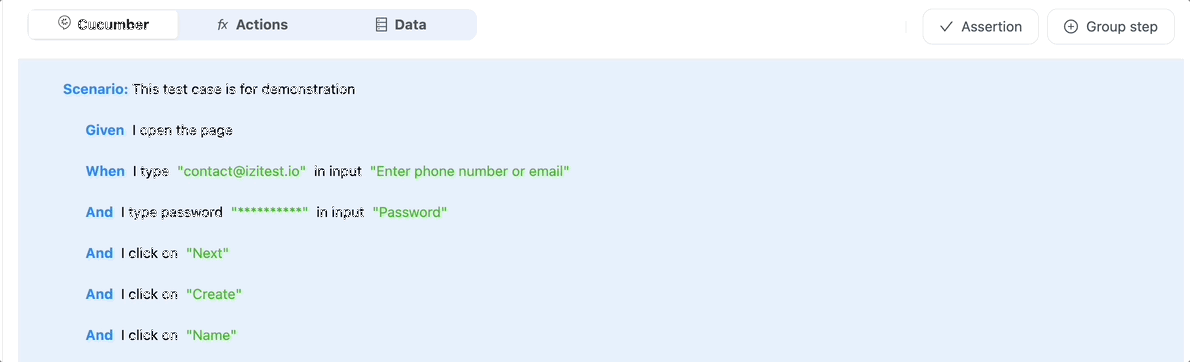 Cucumber fx Actions Data Assertion Group step
Scenario: This test case is for demonstration
Given I open the page
When I type "contact@izitest.io" in input "Enter phone number or email"
And I type password "**********" in input "Password"
And I click on "Next"
And I click on "Create"
And I click on "Name"